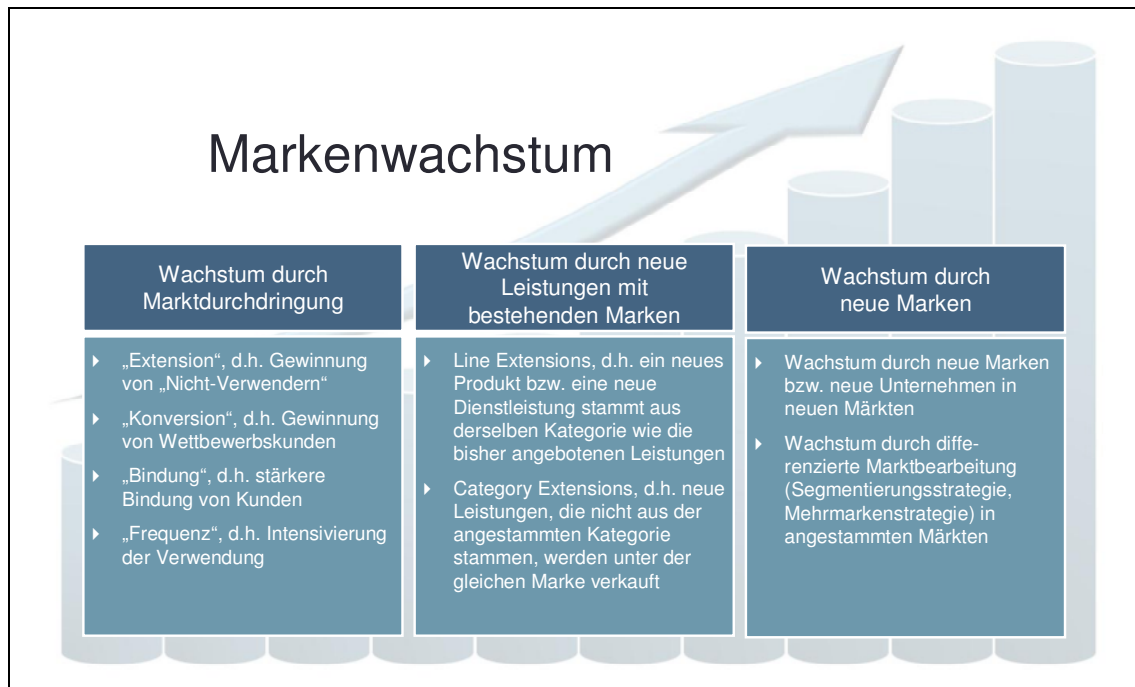 Markenwachstum
Wachstum durch
Marktdurchdringung
„Extension“, d.h. Gewinnung
von „Nicht-Verwendern“
„Konversion“, d.h. Gewinnung
von Wettbewerbskunden
„Bindung“, d.h. stärkere
Bindung von Kunden
„Frequenz“, d.h. Intensivierung
der Verwendung
Wachstum durch neue
Leistungen mit
bestehenden Marken
Line Extensions, d.h. ein neues
Produkt bzw. eine neue
Dienstleistung stammt aus
derselben Kategorie wie die
bisher angebotenen Leistungen
Category Extensions, d.h. neue
Leistungen, die nicht aus der
angestammten Kategorie
stammen, werden unter der
gleichen Marke verkauft
Wachstum durch
neue Marken
Wachstum durch neue Marken
bzw. neue Unternehmen in
neuen Märkten
Wachstum durch diffe-
renzierte Marktbearbeitung
(Segmentierungsstrategie,
Mehrmarkenstrategie) in
angestammten Märkten